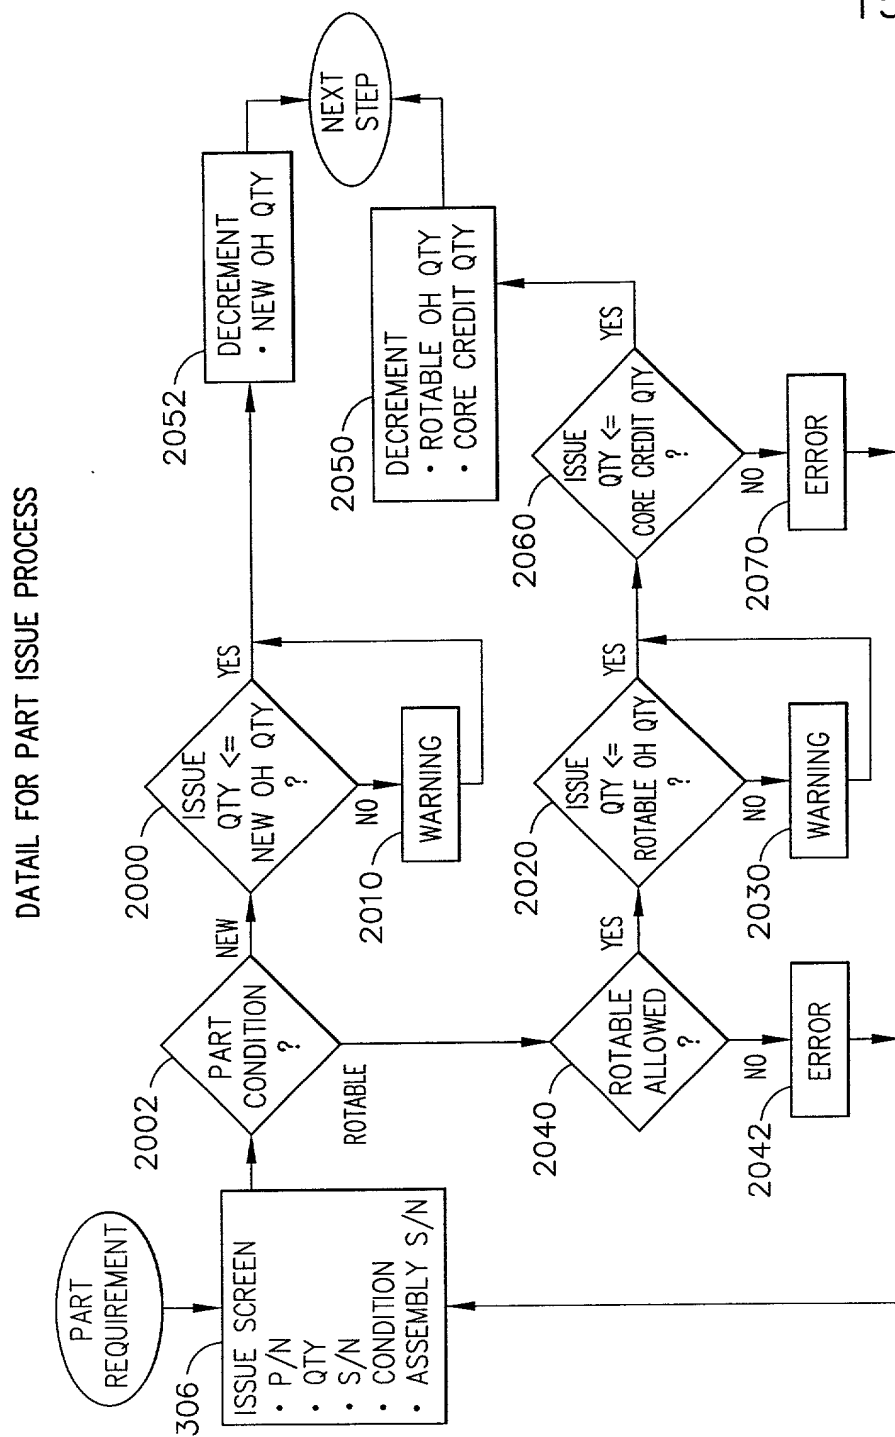 DATAIL FOR PART ISSUE PROCESS
PART
REQUIREMENT
306
ISSUE SCREEN
• P/N
• QTY
• S/N
• CONDITION
• ASSEMBLY S/N
2002
PART
CONDITION
?
NEW
ROTABLE
2000
ISSUE
QTY <=
NEW OH QTY
?
YES
NO
2010
WARNING
2052
DECREMENT
• NEW OH QTY
NEXT
STEP
2040
ROTABLE
ALLOWED
?
YES
NO
2042
ERROR
2020
ISSUE
QTY <=
ROTABLE OH QTY
?
YES
NO
2030
WARNING
2060
ISSUE
QTY <=
CORE CREDIT QTY
?
YES
NO
2070
ERROR
2050
DECREMENT
• ROTABLE OH QTY
• CORE CREDIT QTY